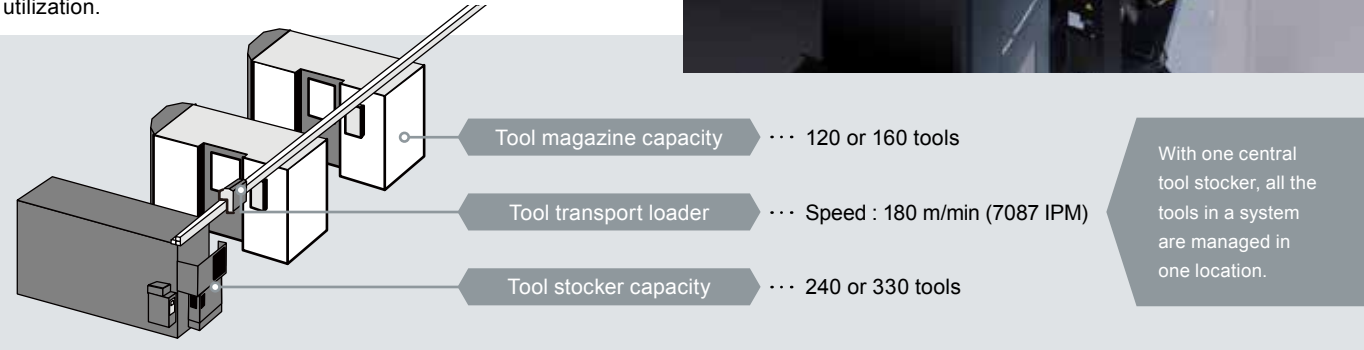 utilization.
Tool magazine capacity ··· 120 or 160 tools
Tool transport loader ··· Speed : 180 m/min (7087 IPM)
Tool stocker capacity ··· 240 or 330 tools
With one central
tool stocker, all the
tools in a system
are managed in
one location.